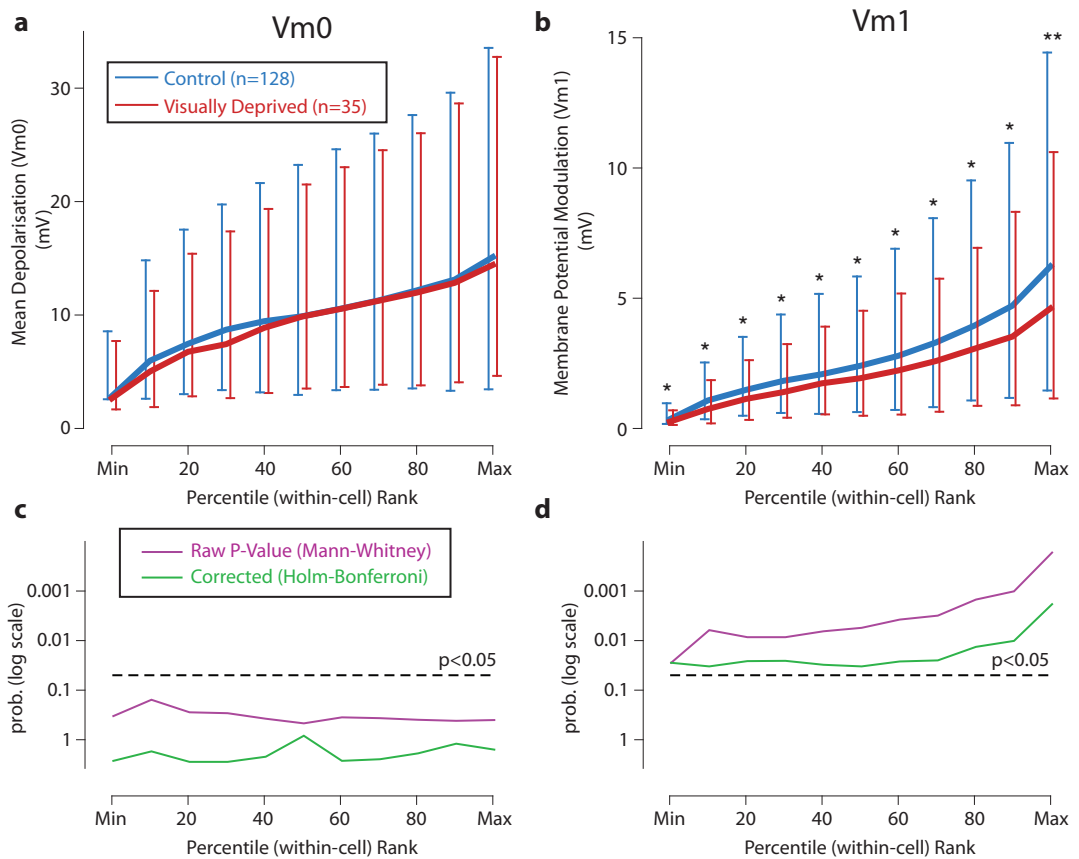 a
Vm0
Mean Depolarisation (Vm0)
(mV)
30
20
10
0
Control (n=128)
Visually Deprived (n=35)
Min
20
40
60
80
Max
Percentile (within-cell) Rank
b
Vm1
Membrane Potential Modulation (Vm1)
(mV)
15
10
5
0
*
*
*
*
*
*
*
*
*
*
**
Min
20
40
60
80
Max
Percentile (within-cell) Rank
c
Raw P-Value (Mann-Whitney)
Corrected (Holm-Bonferroni)
prob. (log scale)
0.001
0.01
0.1
1
p<0.05
Min
20
40
60
80
Max
Percentile (within-cell) Rank
d
prob. (log scale)
0.001
0.01
0.1
1
p<0.05
Min
20
40
60
80
Max
Percentile (within-cell) Rank